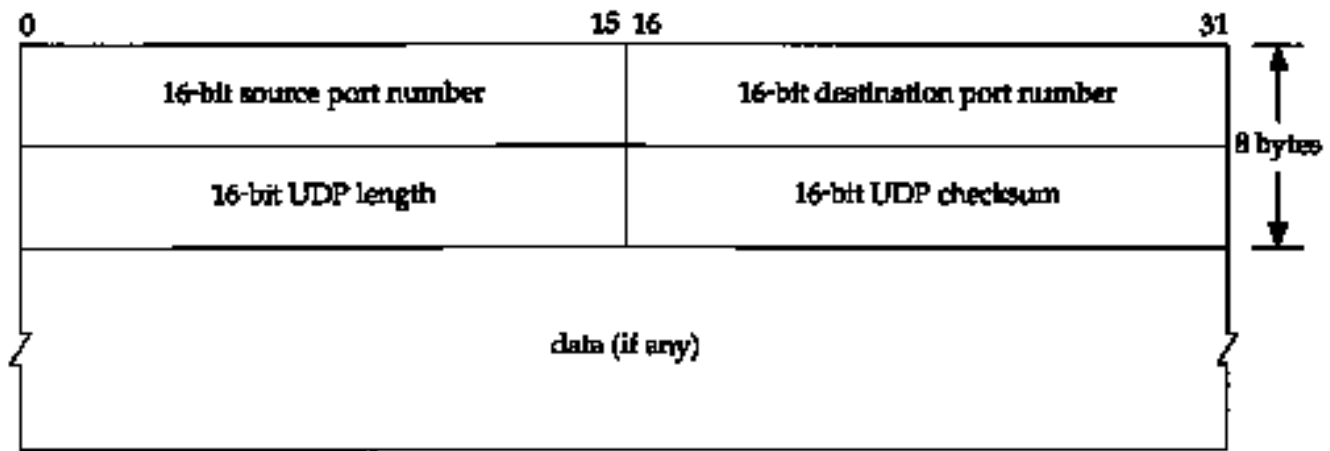 0 15 16 31
16-bit source port number 16-bit destination port number
8 bytes
16-bit UDP length 16-bit UDP checksum
data (if any)